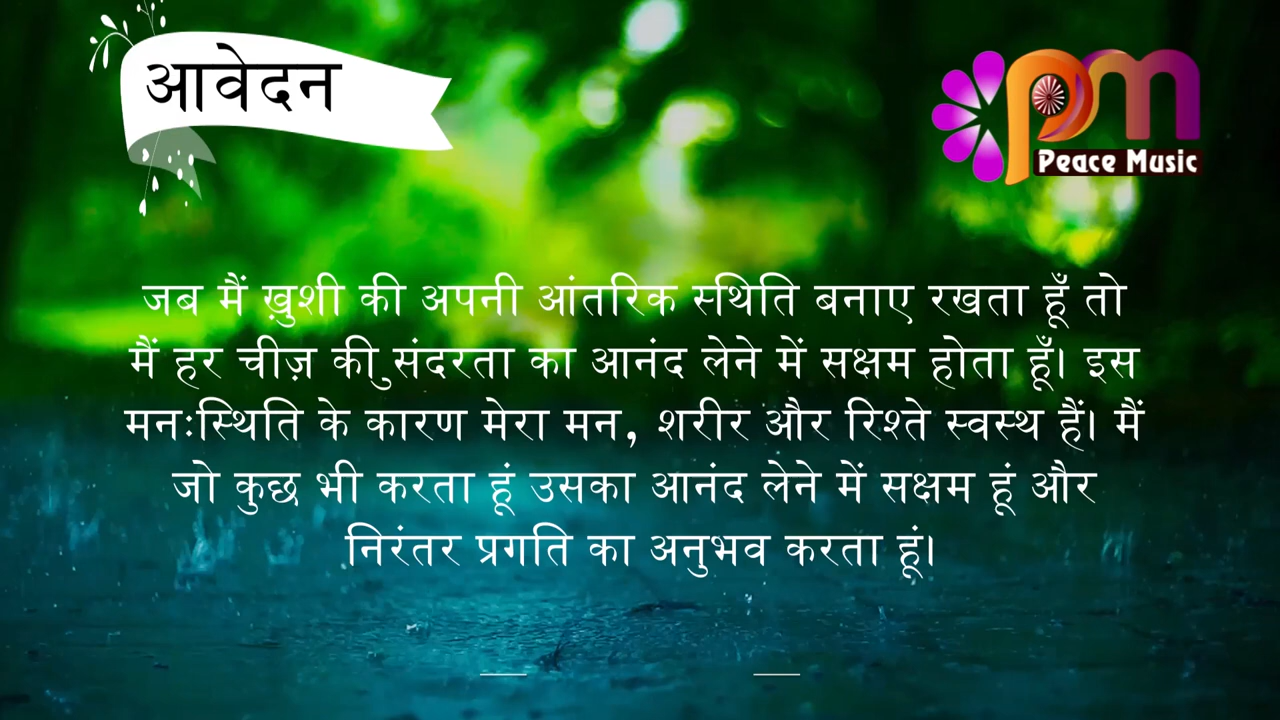 आवेदन
Peace Music
जब मैं ख़ुशी की अपनी आंतरिक स्थिति बनाए रखता हूँ तो
मैं हर चीज़ की ुसंदरता का आनंद लेने में सक्षम होता हूँ। इस
मनःस्थिति के कारण मेरा मन, शरीर और रिश्ते स्वस्थ हैं। मैं
जो कुछ भी करता हूं उसका आनंद लेने में सक्षम हूं और
निरंतर प्रगति का अनुभव करता हूं।